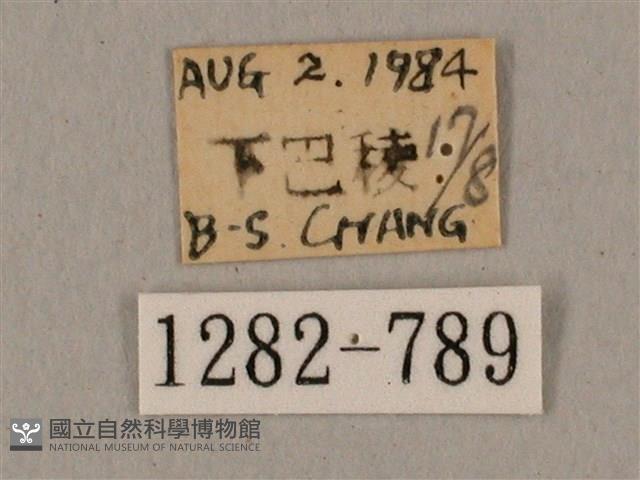 AUG 2. 1984
下巴稜 17/8
B-S. CHANG
1282-789
國立自然科學博物館
NATIONAL MUSEUM OF NATURAL SCIENCE